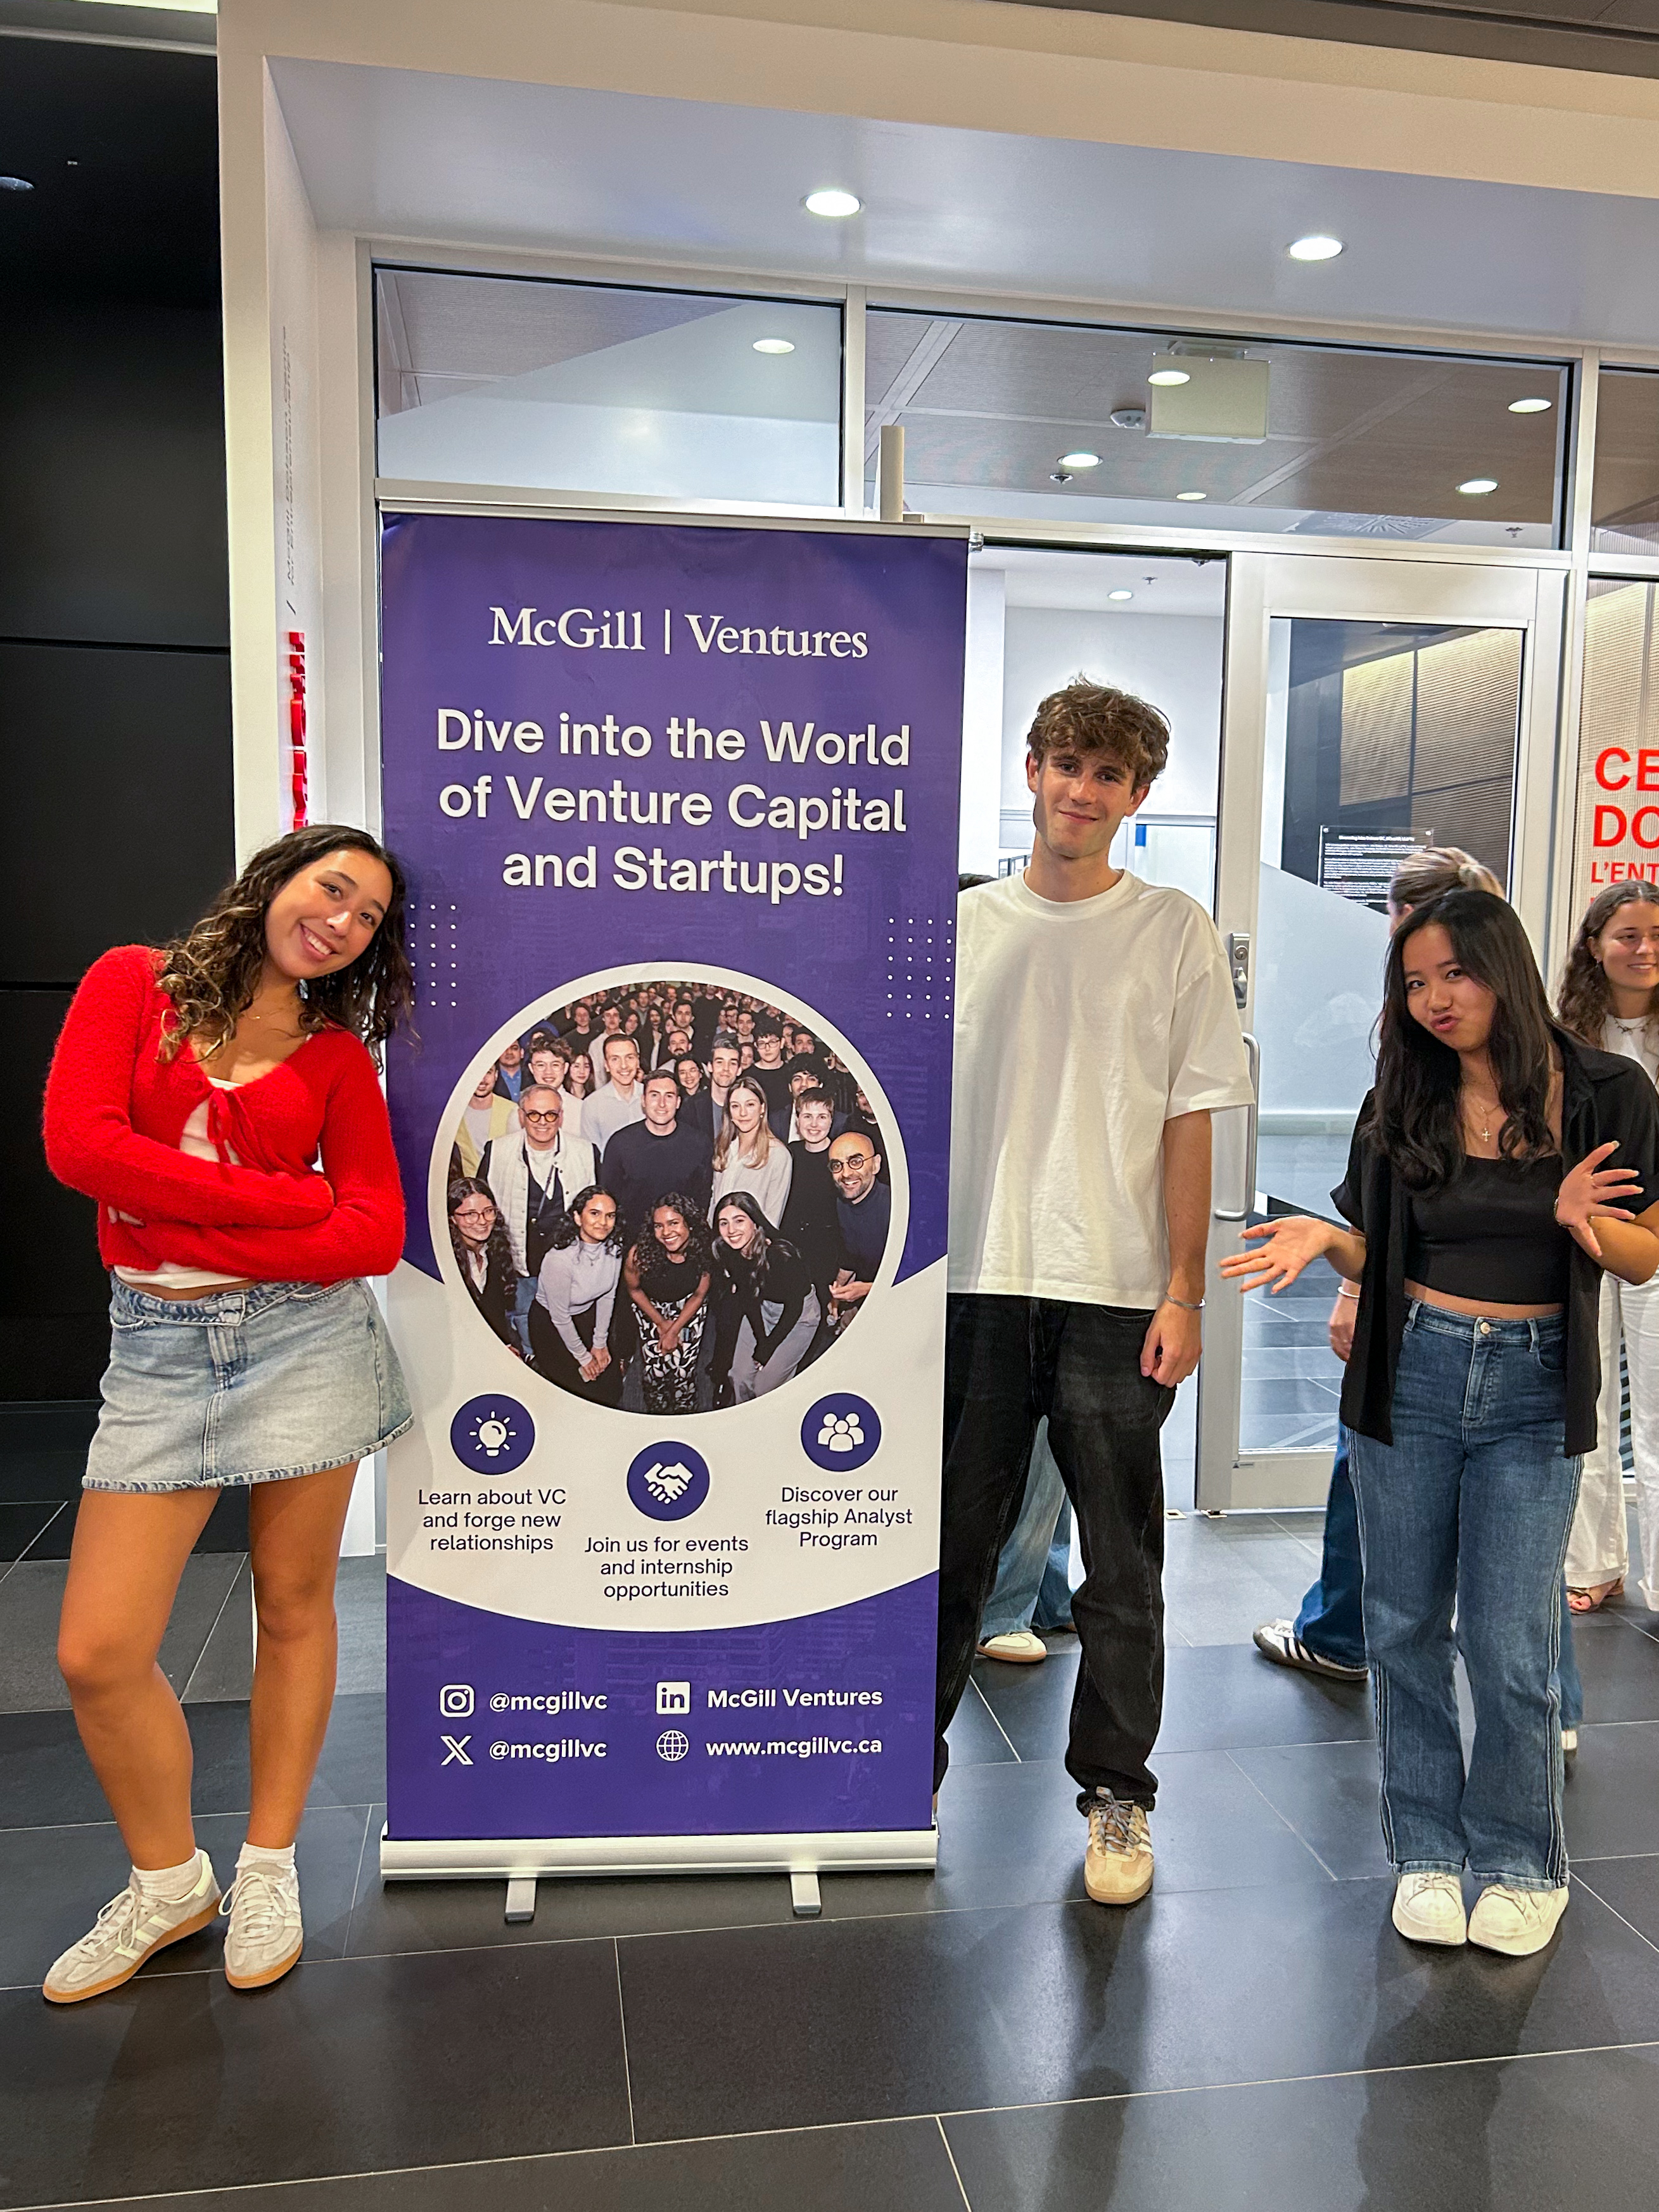 McGill | Ventures
Dive into the World
of Venture Capital
and Startups!
Learn about VC
and forge new
relationships
Join us for events
and internship
opportunities
Discover our
flagship Analyst
Program
@mcgillvc
McGill Ventures
@mcgillvc
www.mcgillvc.ca
CE
DO
L'ENT